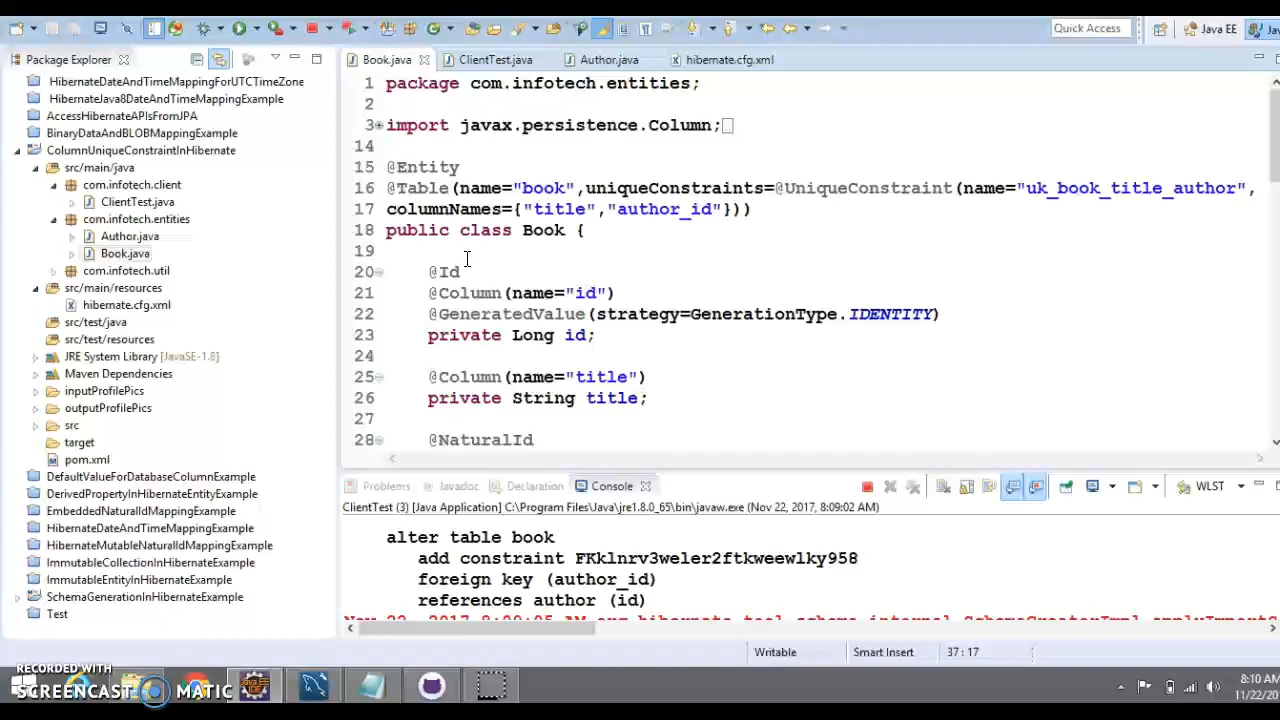 Quick Access
Java EE
Package Explorer
HibernateDateAndTimeMappingForUTCTimeZone
HibernateJava8DateAndTimeMappingExample
AccessHibernateAPIsFromJPA
BinaryDataAndBLOBMappingExample
ColumnUniqueConstraintInHibernate
src/main/java
com.infotech.client
ClientTest.java
com.infotech.entities
Author.java
Book.java
com.infotech.util
src/main/resources
hibernate.cfg.xml
src/test/java
src/test/resources
JRE System Library [JavaSE-1.8]
Maven Dependencies
inputProfilePics
outputProfilePics
src
target
pom.xml
DefaultValueForDatabaseColumnExample
DerivedPropertyInHibernateEntityExample
EmbeddedNaturalIdMappingExample
HibernateDateAndTimeMappingExample
HibernateMutableNaturalIdMappingExample
ImmutableCollectionInHibernateExample
ImmutableEntityInHibernateExample
SchemaGenerationInHibernateExample
Test
Book.java ClientTest.java Author.java hibernate.cfg.xml
1 package com.infotech.entities;
2
3 import javax.persistence.Column;
14
15 @Entity
16 @Table(name="book",uniqueConstraints=@UniqueConstraint(name="uk_book_title_author",
17 columnNames={"title","author_id"}))
18 public class Book {
19
20 @Id
21 @Column(name="id")
22 @GeneratedValue(strategy=GenerationType.IDENTITY)
23 private Long id;
24
25 @Column(name="title")
26 private String title;
27
28 @NaturalId
Problems Javadoc Declaration Console WLST
ClientTest (3) [Java Application] C:\Program Files\Java\jre1.8.0_65\bin\javaw.exe (Nov 22, 2017, 8:09:02 AM)
alter table book
add constraint FKklnrv3weler2ftkweewlky958
foreign key (author_id)
references author (id)
Writable Smart Insert 37 : 17
RECORDED WITH
SCREENCAST MATIC
8:10 AM